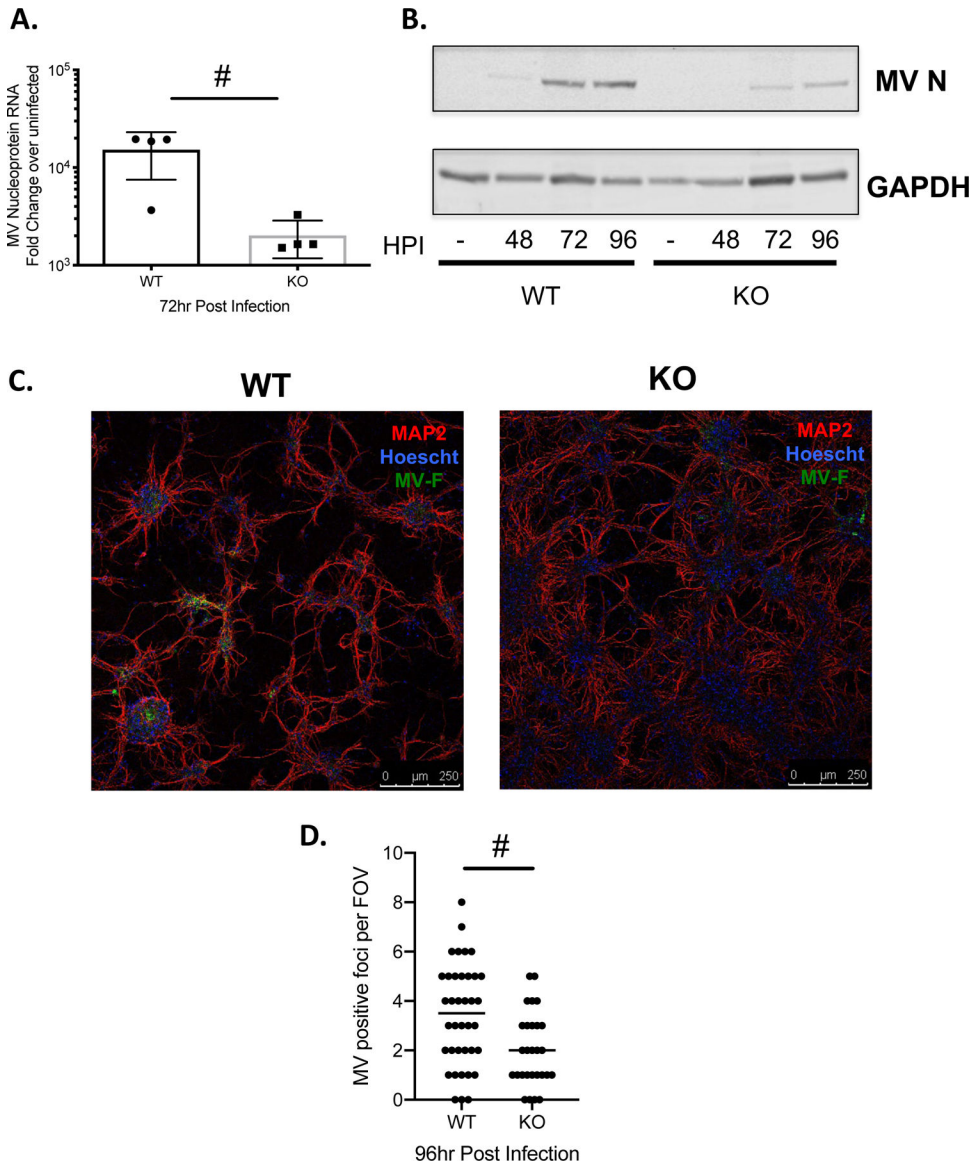 A.
MV Nucleoprotein RNA
Fold Change over uninfected
10^5
10^4
10^3
#
WT KO
72hr Post Infection
B.
MV N
GAPDH
HPI - 48 72 96 - 48 72 96
WT KO
C.
WT KO
MAP2
Hoescht
MV-F
0 µm 250
MAP2
Hoescht
MV-F
0 µm 250
D.
MV positive foci per FOV
10
8
6
4
2
0
#
WT KO
96hr Post Infection